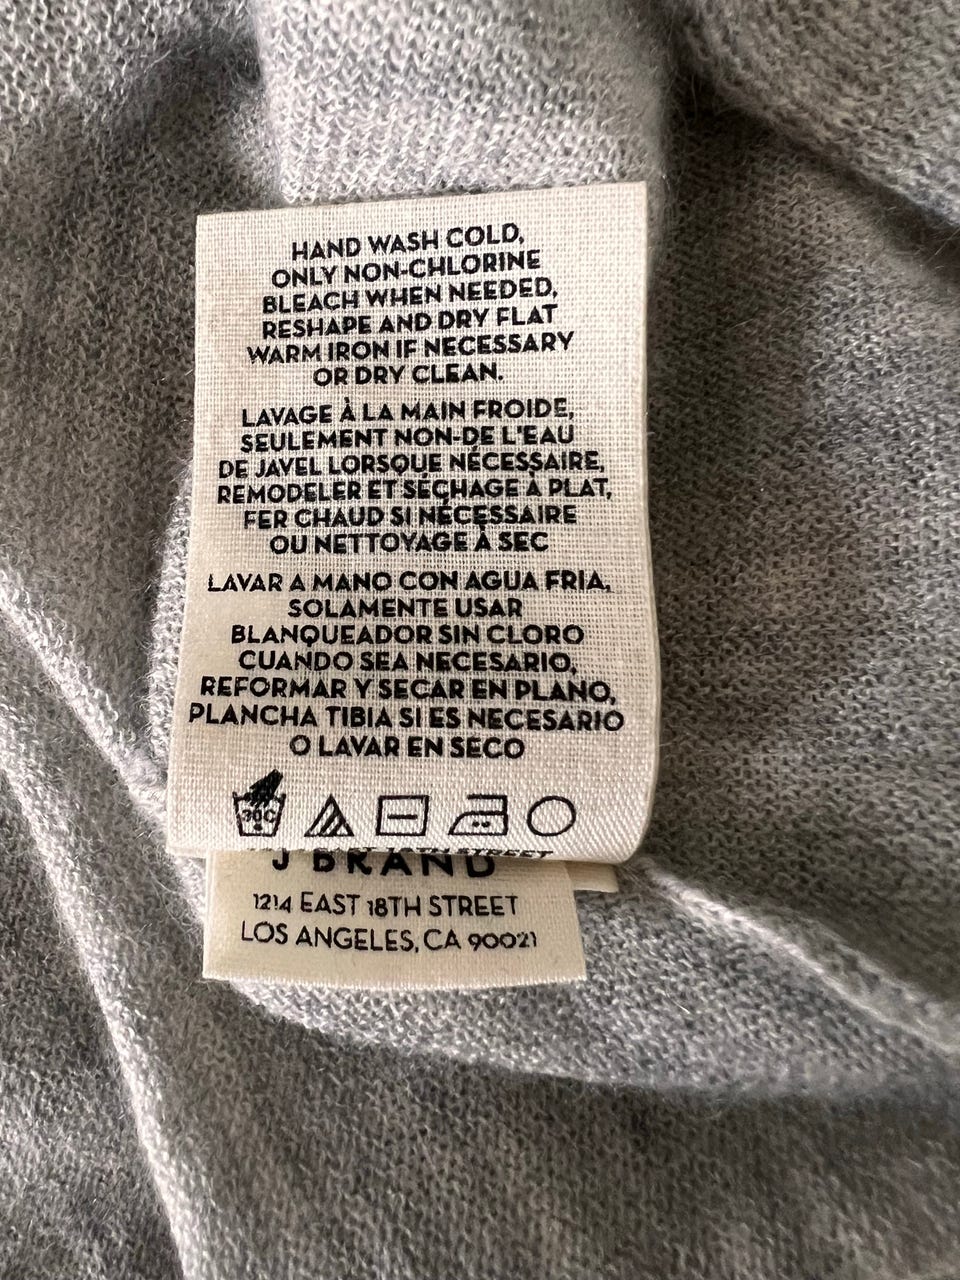 HAND WASH COLD,
ONLY NON-CHLORINE
BLEACH WHEN NEEDED,
RESHAPE AND DRY FLAT
WARM IRON IF NECESSARY
OR DRY CLEAN.
LAVAGE À LA MAIN FROIDE,
SEULEMENT NON-DE L'EAU
DE JAVEL LORSQUE NÉCESSAIRE,
REMODELER ET SÉCHAGE À PLAT,
FER CHAUD SI NÉCESSAIRE
OU NETTOYAGE À SEC
LAVAR A MANO CON AGUA FRIA,
SOLAMENTE USAR
BLANQUEADOR SIN CLORO
CUANDO SEA NECESARIO,
REFORMAR Y SECAR EN PLANO,
PLANCHA TIBIA SI ES NECESARIO
O LAVAR EN SECO
30C
J BRAND
1214 EAST 18TH STREET
LOS ANGELES, CA 90021